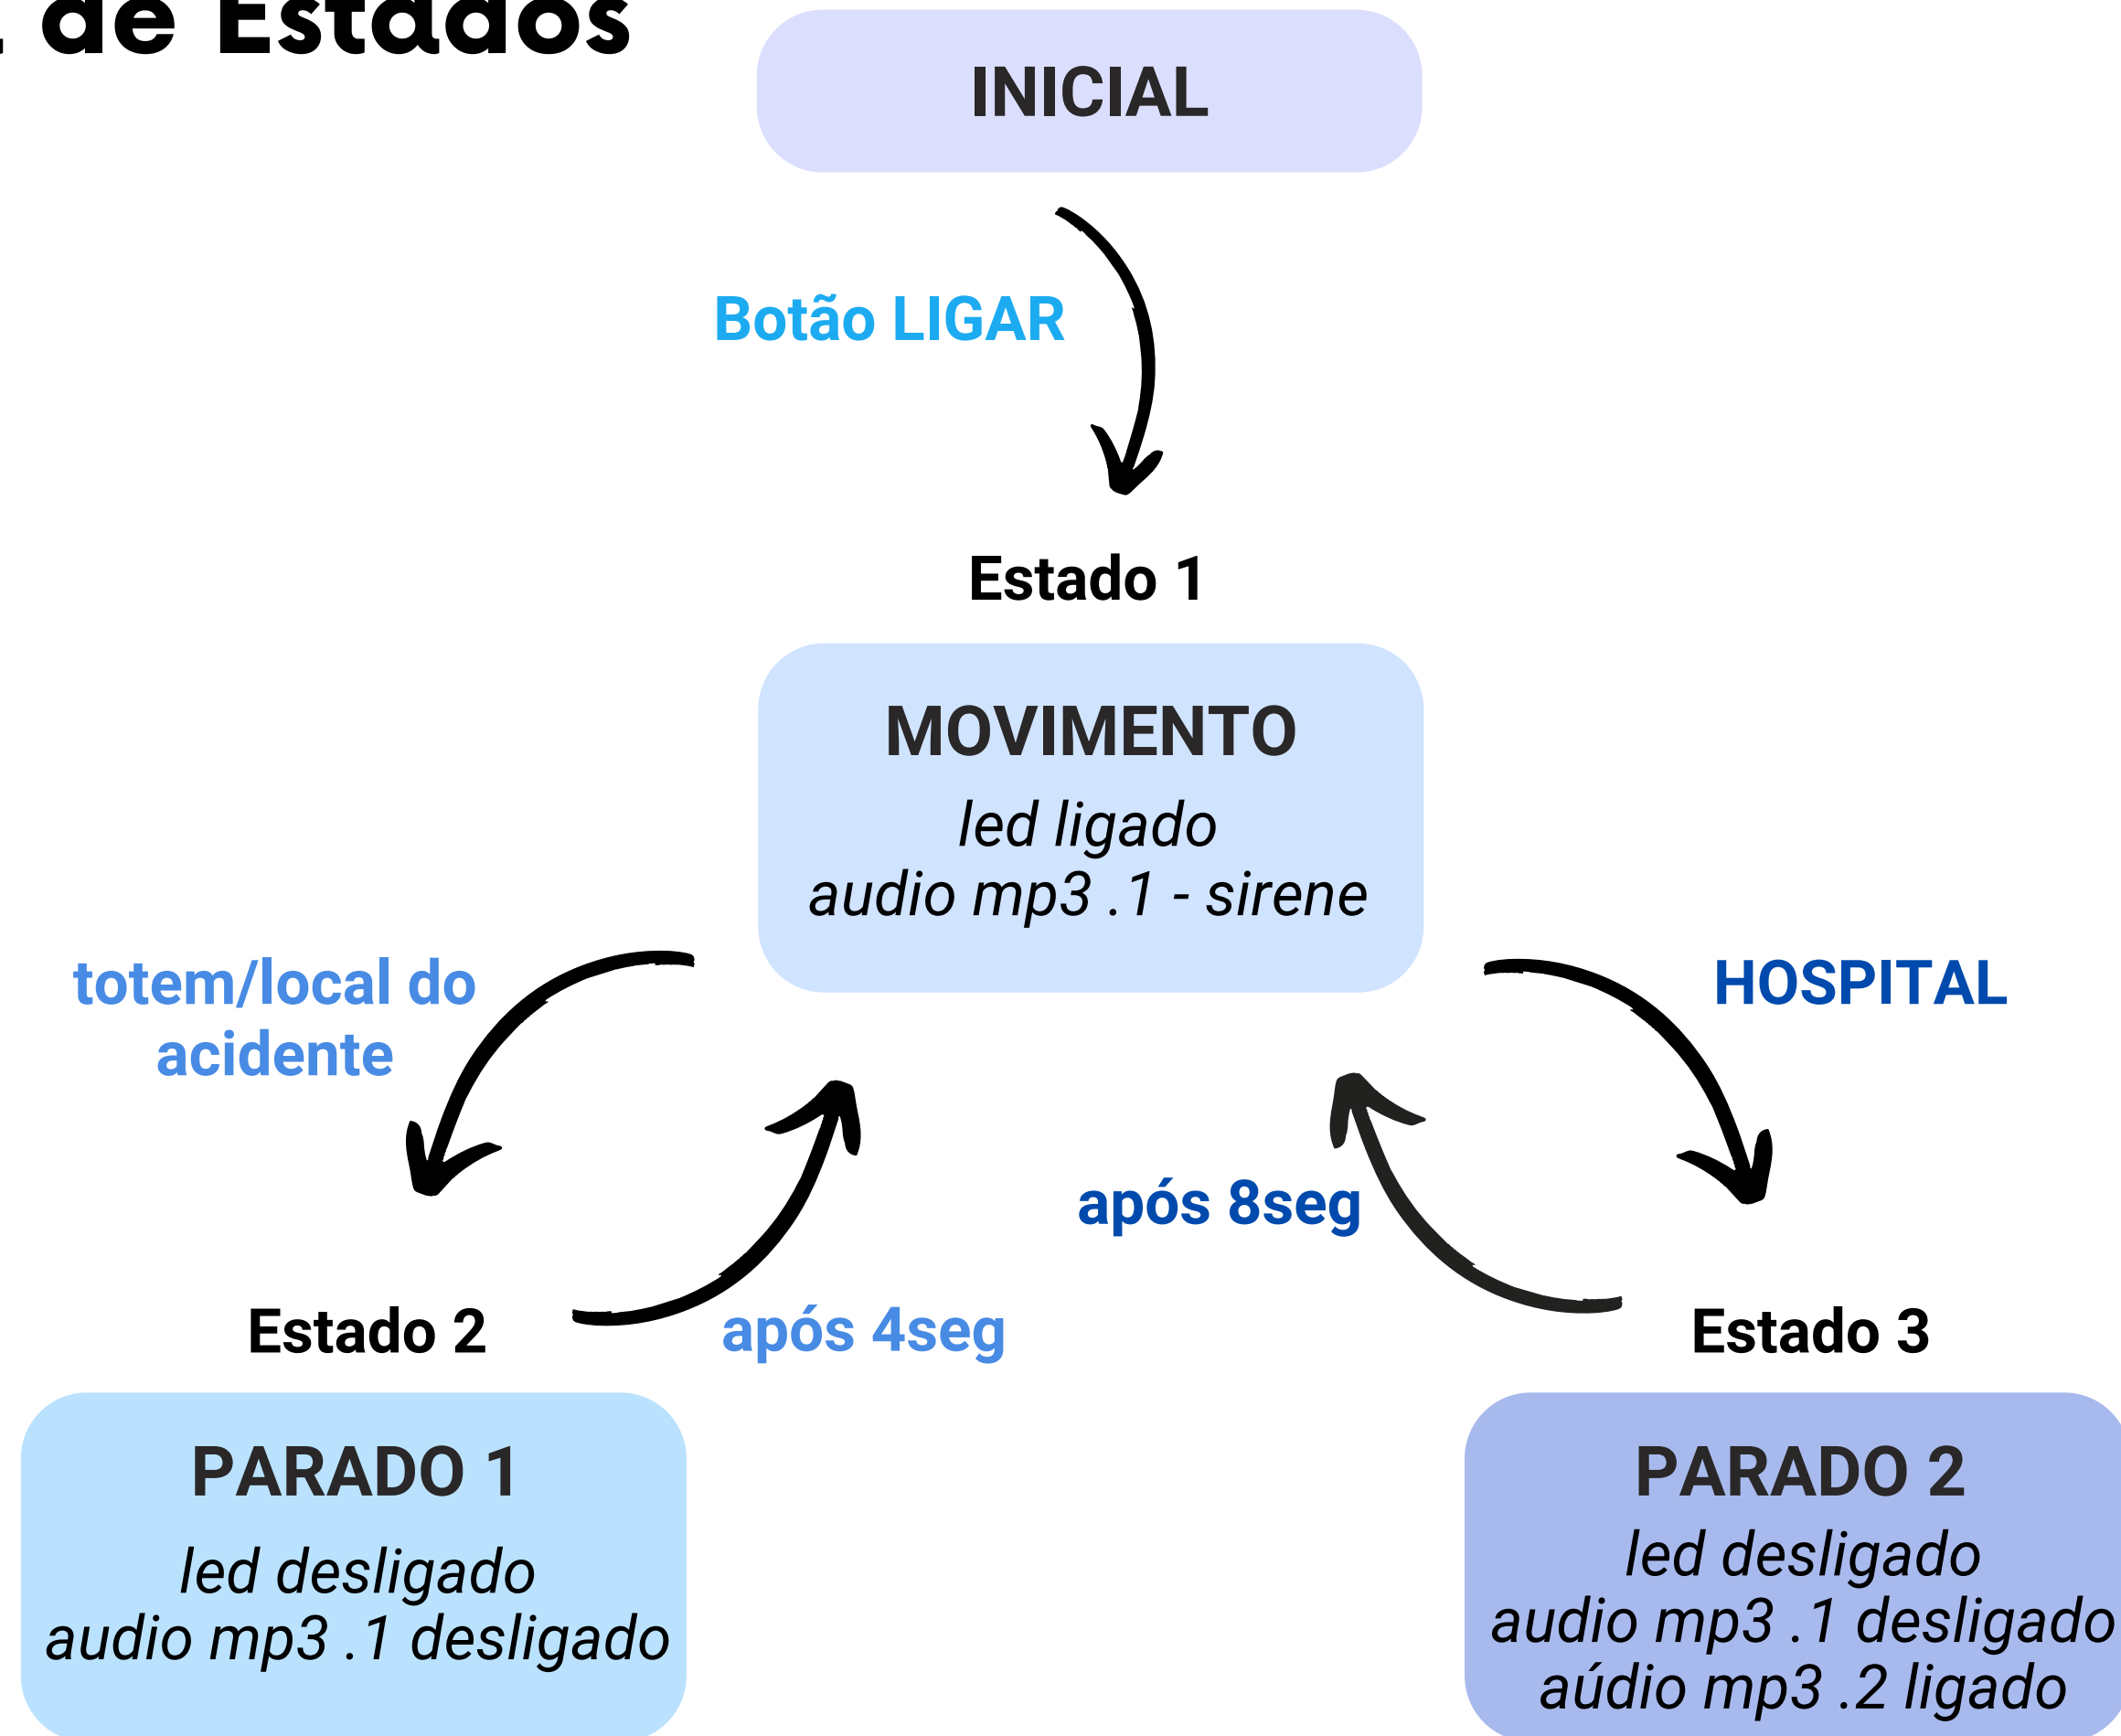 de Estados
INICIAL
Botão LIGAR
Estado 1
MOVIMENTO
led ligado
audio mp3 .1 - sirene
totem/local do
acidente
HOSPITAL
após 8seg
após 4seg
Estado 2
Estado 3
PARADO 1
led desligado
audio mp3 .1 desligado
PARADO 2
led desligado
audio mp3 .1 desligado
aúdio mp3 .2 ligado